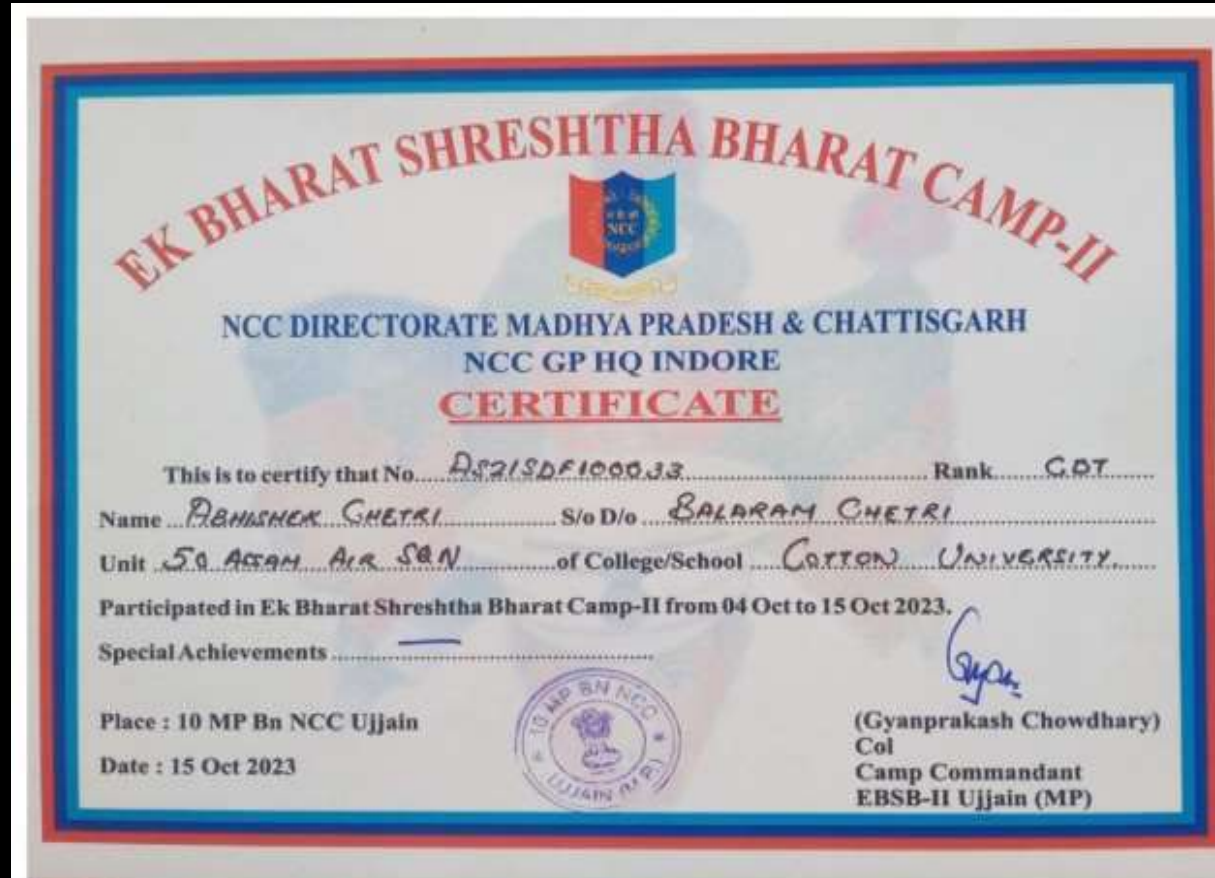 EK BHARAT SHRESHTHA BHARAT CAMP-II
NCC
NCC DIRECTORATE MADHYA PRADESH & CHATTISGARH
NCC GP HQ INDORE
CERTIFICATE
This is to certify that No. AS21SDF100033 Rank CDT
Name ABHISHEK CHETRI S/o D/o BALARAM CHETRI
Unit 50 ASSAM AIR SQN of College/School COTTON UNIVERSITY.
Participated in Ek Bharat Shreshtha Bharat Camp-II from 04 Oct to 15 Oct 2023.
Special Achievements —
10 MP BN NCC
UJJAIN (M.P.)
Place : 10 MP Bn NCC Ujjain
Date : 15 Oct 2023
(Gyanprakash Chowdhary)
Col
Camp Commandant
EBSB-II Ujjain (MP)